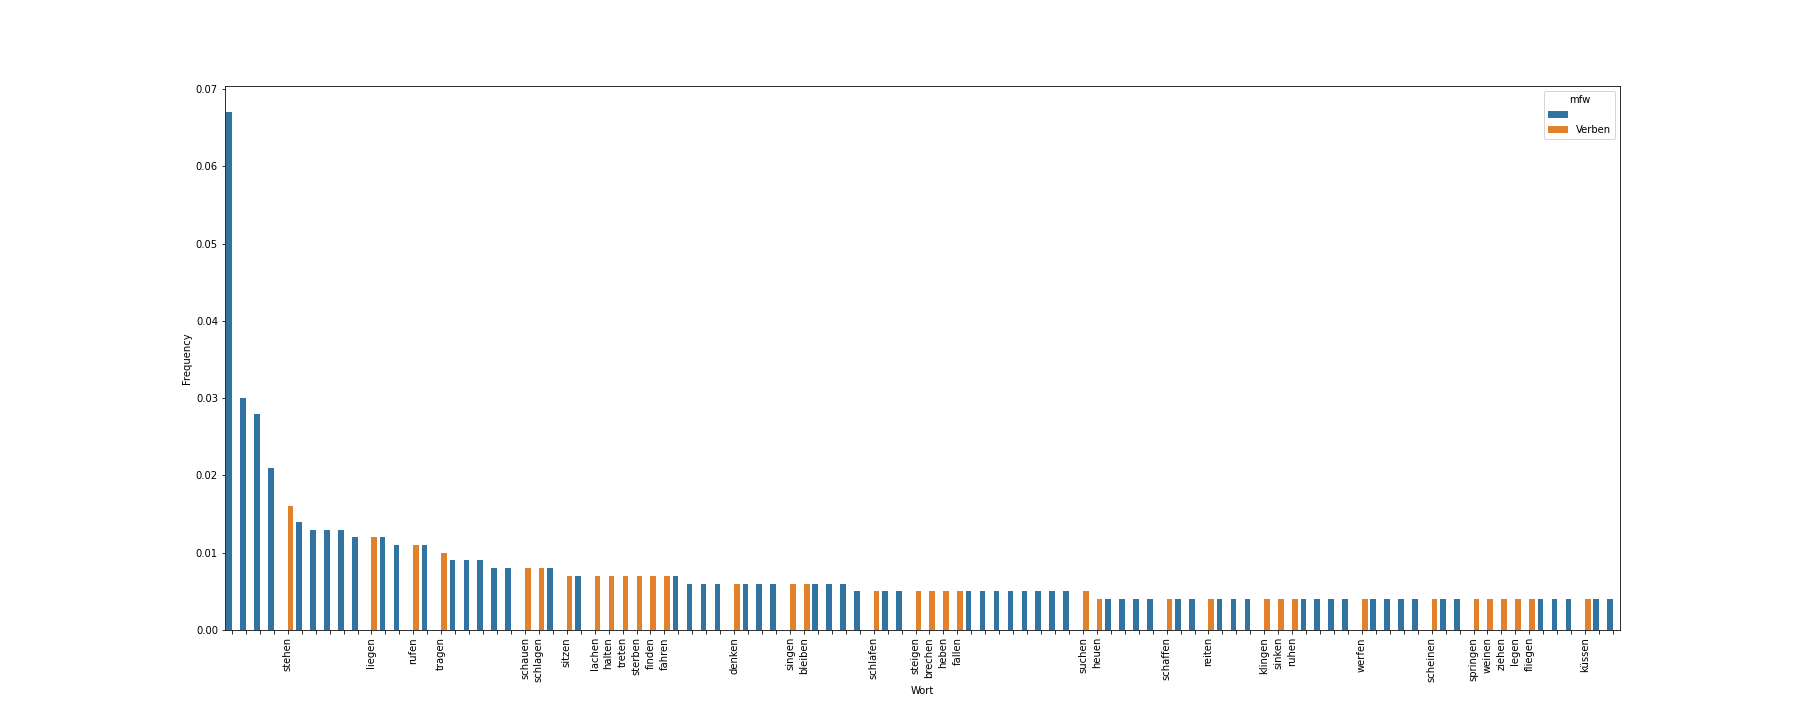 mfw
Verben
0.07
0.06
0.05
0.04
0.03
0.02
0.01
0.00
Frequency
stehen
liegen
rufen
tragen
schauen
schlagen
sitzen
lachen
halten
treten
sterben
finden
fahren
denken
singen
bleiben
schlafen
steigen
brechen
heben
fallen
suchen
heuen
schaffen
reiten
klingen
sinken
ruhen
werfen
scheinen
springen
weinen
ziehen
legen
fliegen
küssen
Wort